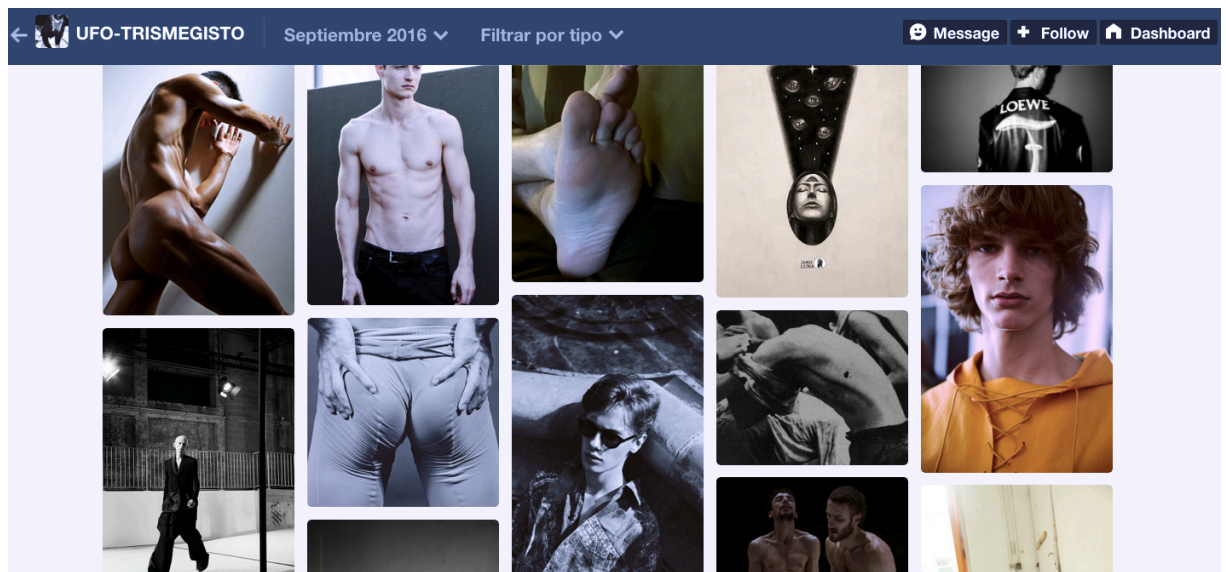 UFO-TRISMEGISTO
Septiembre 2016
Filtrar por tipo
Message
Follow
Dashboard
LOEWE